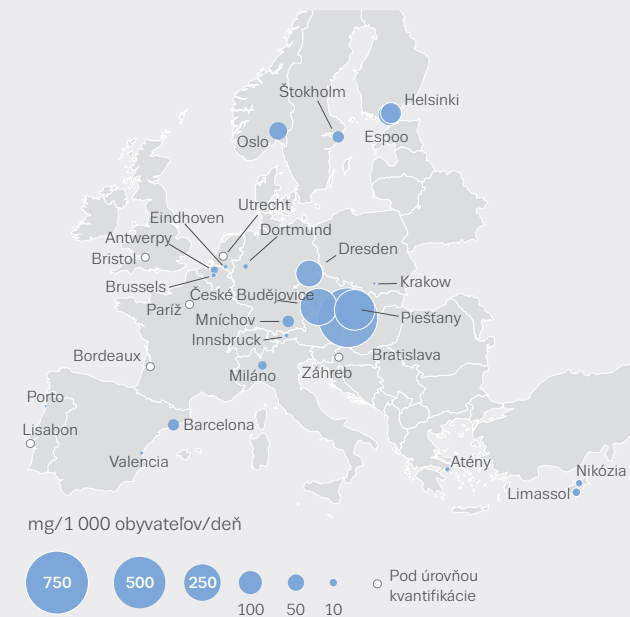 Štokholm
Helsinki
Oslo
Espoo
Utrecht
Eindhoven
Dortmund
Antwerpy
Dresden
Bristol
Krakow
Brussels
České Budějovice
Paríž
Mníchov
Piešťany
Innsbruck
Bordeaux
Bratislava
Záhreb
Miláno
Porto
Barcelona
Lisabon
Valencia
Atény
Nikózia
Limassol
mg/1 000 obyvateľov/deň
750
500
250
100
50
10
Pod úrovňou
kvantifikácie